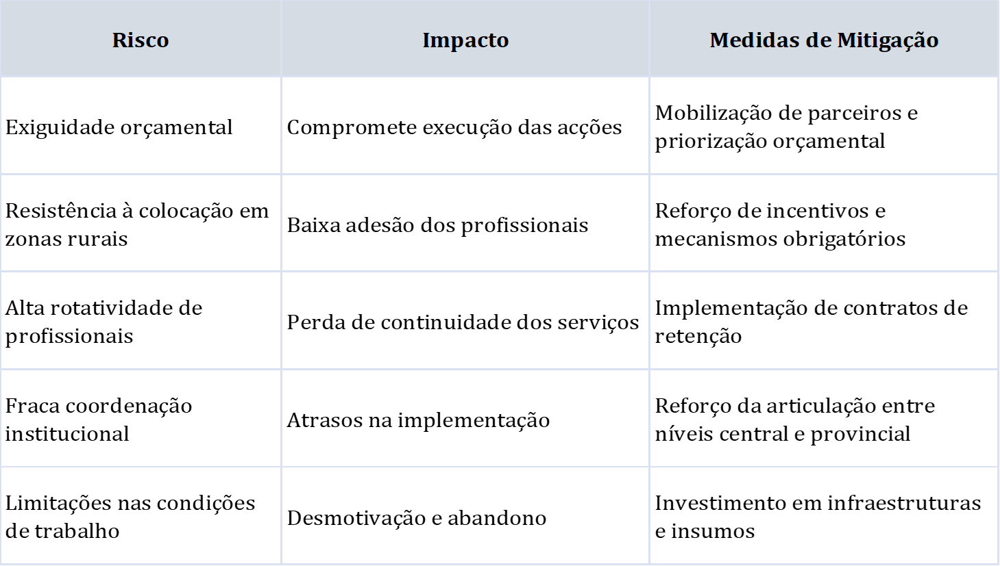 Risco
Impacto
Medidas de Mitigação
Exiguidade orçamental
Compromete execução das acções
Mobilização de parceiros e
priorização orçamental
Resistência à colocação em
zonas rurais
Baixa adesão dos profissionais
Reforço de incentivos e
mecanismos obrigatórios
Alta rotatividade de
profissionais
Perda de continuidade dos serviços
Implementação de contratos de
retenção
Fraca coordenação
institucional
Atrasos na implementação
Reforço da articulação entre
níveis central e provincial
Limitações nas condições
de trabalho
Desmotivação e abandono
Investimento em infraestruturas
e insumos